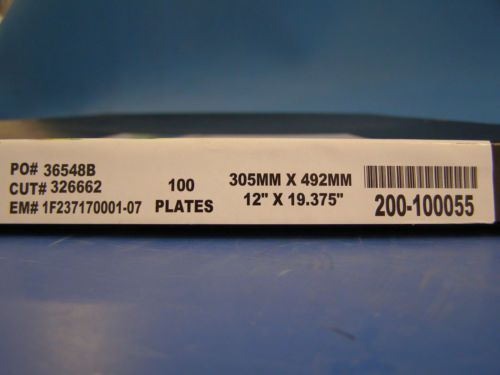 PO# 36548B
CUT# 326662
EM# 1F237170001-07
100
PLATES
305MM X 492MM
12" X 19.375"
200-100055